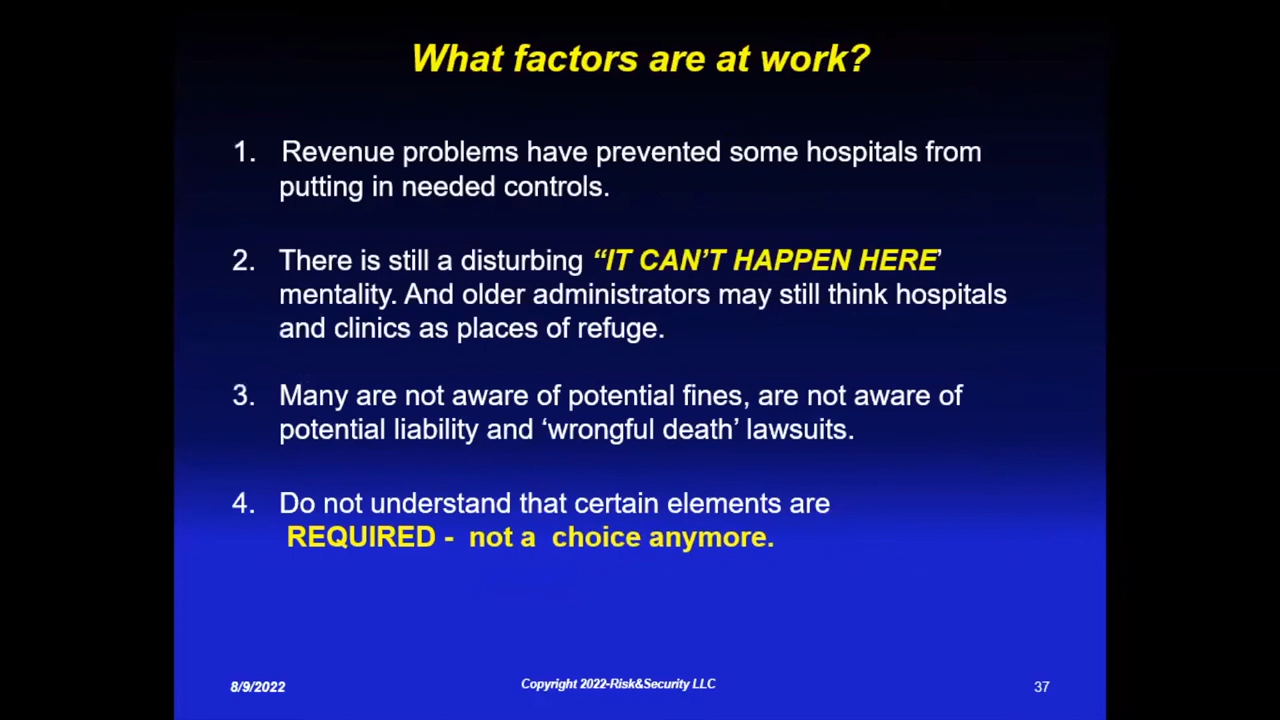 What factors are at work?
1. Revenue problems have prevented some hospitals from
putting in needed controls.
2. There is still a disturbing “IT CAN’T HAPPEN HERE’
mentality. And older administrators may still think hospitals
and clinics as places of refuge.
3. Many are not aware of potential fines, are not aware of
potential liability and ‘wrongful death’ lawsuits.
4. Do not understand that certain elements are
REQUIRED - not a choice anymore.
8/9/2022
Copyright 2022-Risk&Security LLC
37